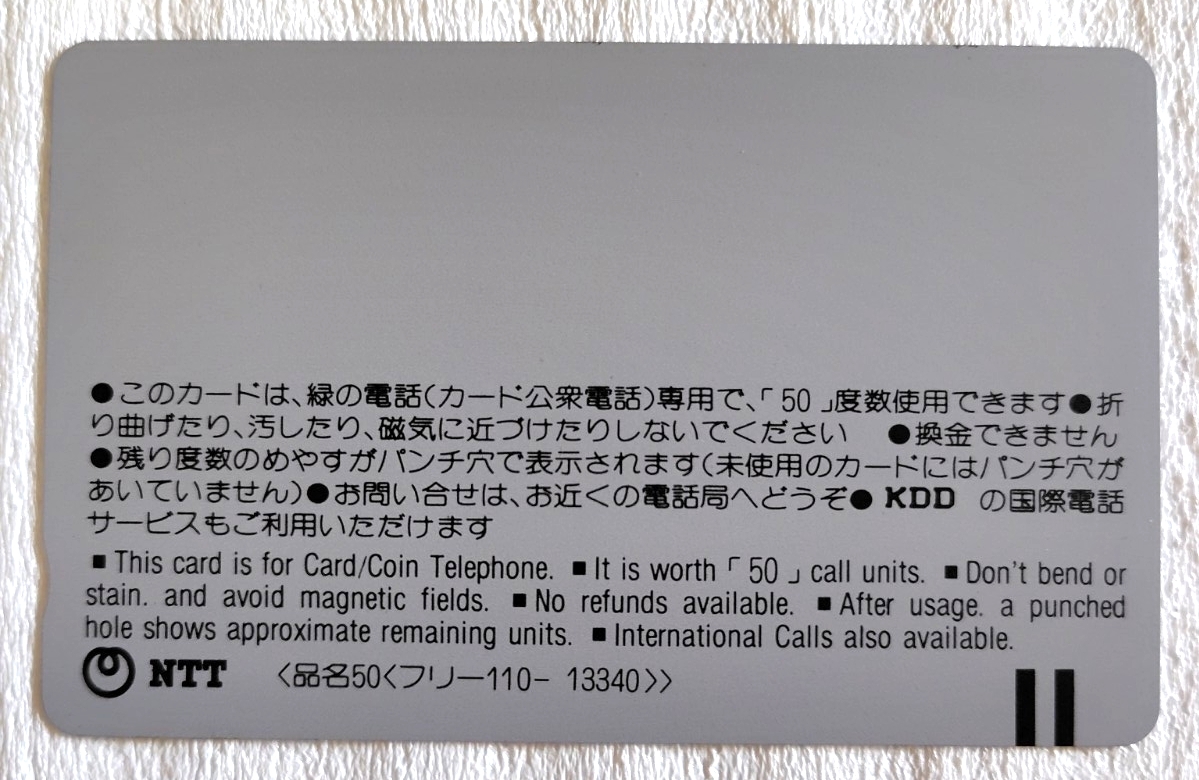 ●このカードは、緑の電話(カード公衆電話)専用で、「50」度数使用できます●折
り曲げたり、汚したり、磁気に近づけたりしないでください ●換金できません
●残り度数のめやすがパンチ穴で表示されます(未使用のカードにはパンチ穴が
あいていません)●お問い合せは、お近くの電話局へどうぞ● KDD の国際電話
サービスもご利用いただけます
■This card is for Card/Coin Telephone. ■It is worth「50」call units. ■Don't bend or
stain. and avoid magnetic fields. ■No refunds available. ■After usage. a punched
hole shows approximate remaining units. ■International Calls also available.
NTT 〈品名50〈フリー110- 13340〉〉